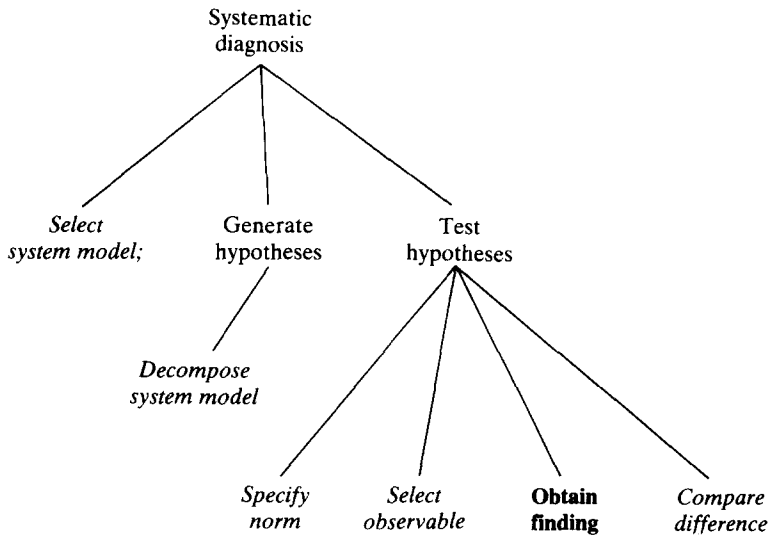 Systematic
diagnosis
Select
system model;
Generate
hypotheses
Test
hypotheses
Decompose
system model
Specify
norm
Select
observable
Obtain
finding
Compare
difference